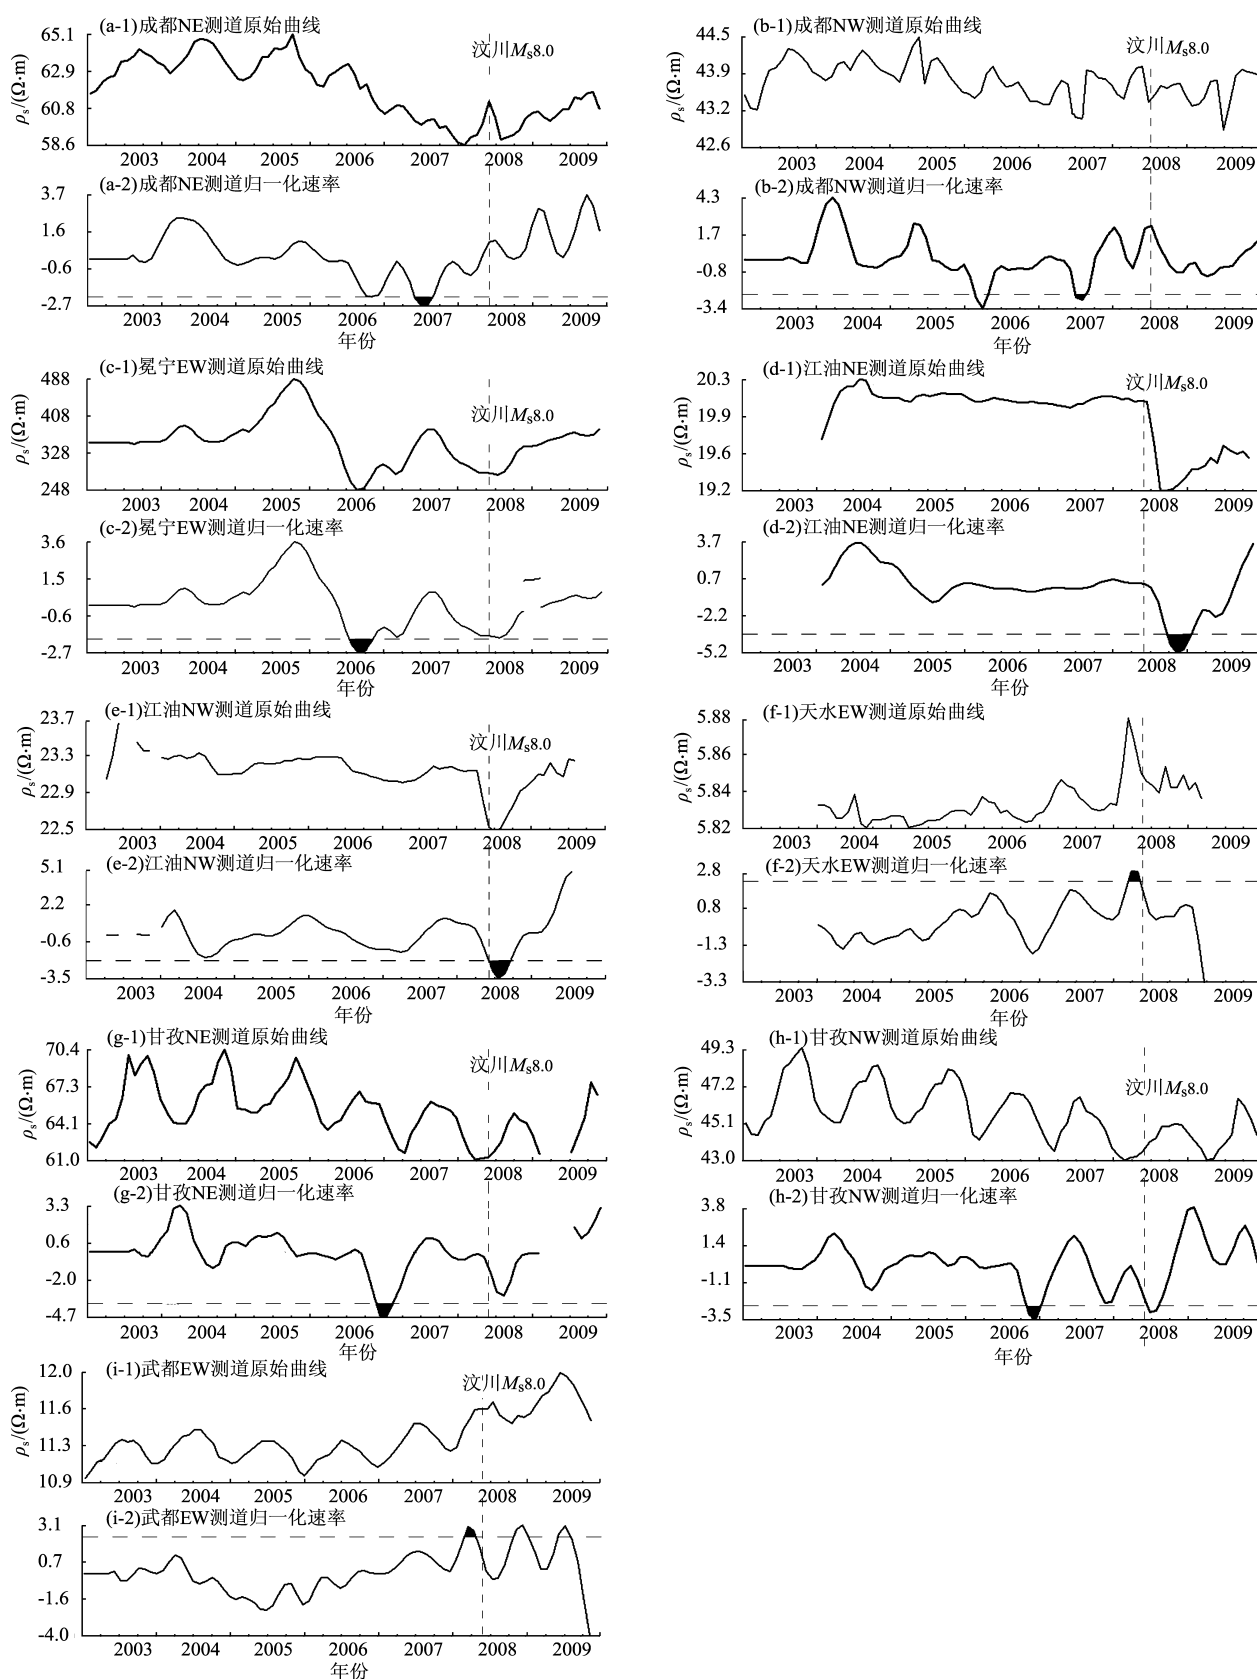 (a-1)成都NE测道原始曲线
65.1
62.9
60.8
58.6
ρs/(Ω·m)
汶川Ms8.0
2003 2004 2005 2006 2007 2008 2009
(a-2)成都NE测道归一化速率
3.7
1.6
-0.6
-2.7
2003 2004 2005 2006 2007 2008 2009
年份
(b-1)成都NW测道原始曲线
44.5
43.9
43.2
42.6
ρs/(Ω·m)
汶川Ms8.0
2003 2004 2005 2006 2007 2008 2009
(b-2)成都NW测道归一化速率
4.3
1.7
-0.8
-3.4
2003 2004 2005 2006 2007 2008 2009
年份
(c-1)冕宁EW测道原始曲线
488
408
328
248
ρs/(Ω·m)
汶川Ms8.0
2003 2004 2005 2006 2007 2008 2009
(c-2)冕宁EW测道归一化速率
3.6
1.5
-0.6
-2.7
2003 2004 2005 2006 2007 2008 2009
年份
(d-1)江油NE测道原始曲线
20.3
19.9
19.6
19.2
ρs/(Ω·m)
汶川Ms8.0
2003 2004 2005 2006 2007 2008 2009
(d-2)江油NE测道归一化速率
3.7
0.7
-2.2
-5.2
2003 2004 2005 2006 2007 2008 2009
年份
(e-1)江油NW测道原始曲线
23.7
23.3
22.9
22.5
ρs/(Ω·m)
汶川Ms8.0
2003 2004 2005 2006 2007 2008 2009
(e-2)江油NW测道归一化速率
5.1
2.2
-0.6
-3.5
2003 2004 2005 2006 2007 2008 2009
年份
(f-1)天水EW测道原始曲线
5.88
5.86
5.84
5.82
ρs/(Ω·m)
汶川Ms8.0
2003 2004 2005 2006 2007 2008 2009
(f-2)天水EW测道归一化速率
2.8
0.8
-1.3
-3.3
2003 2004 2005 2006 2007 2008 2009
年份
(g-1)甘孜NE测道原始曲线
70.4
67.3
64.1
61.0
ρs/(Ω·m)
汶川Ms8.0
2003 2004 2005 2006 2007 2008 2009
(g-2)甘孜NE测道归一化速率
3.3
0.6
-2.0
-4.7
2003 2004 2005 2006 2007 2008 2009
年份
(h-1)甘孜NW测道原始曲线
49.3
47.2
45.1
43.0
ρs/(Ω·m)
汶川Ms8.0
2003 2004 2005 2006 2007 2008 2009
(h-2)甘孜NW测道归一化速率
3.8
1.4
-1.1
-3.5
2003 2004 2005 2006 2007 2008 2009
年份
(i-1)武都EW测道原始曲线
12.0
11.6
11.3
10.9
ρs/(Ω·m)
汶川Ms8.0
2003 2004 2005 2006 2007 2008 2009
(i-2)武都EW测道归一化速率
3.1
0.7
-1.6
-4.0
2003 2004 2005 2006 2007 2008 2009
年份